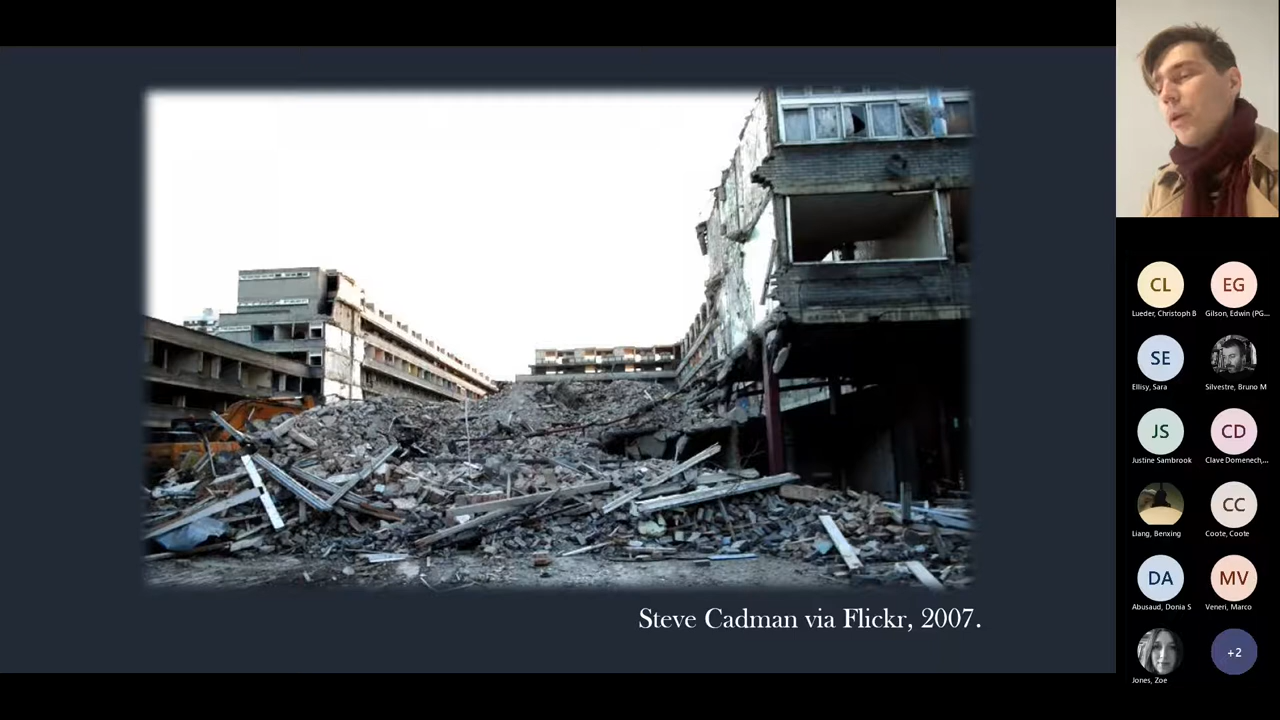 Steve Cadman via Flickr, 2007.
CL
EG
Lueder, Christoph B
Gilson, Edwin (PG...
SE
Ellisy, Sara
Silvestre, Bruno M
JS
CD
Justine Sambrook
Clave Domenech,...
CC
Liang, Benxing
Coote, Coote
DA
MV
Abusaud, Donia S
Veneri, Marco
+2
Jones, Zoe